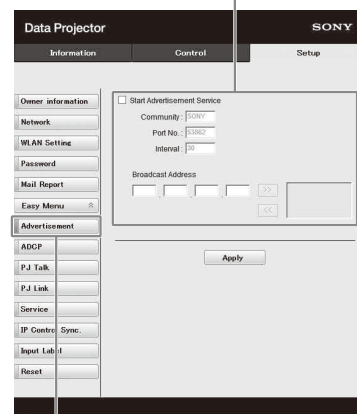 Data Projector
SONY
Information
Control
Setup
Owner information
Network
WLAN Setting
Password
Mail Report
Easy Menu
Advertisement
ADCP
PJ Talk
PJ Link
Service
IP Control Sync.
Input Label
Reset
Start Advertisement Service
Community: SONY
Port No.: 53862
Interval: 30
Broadcast Address
. . .
>>
<<
Apply